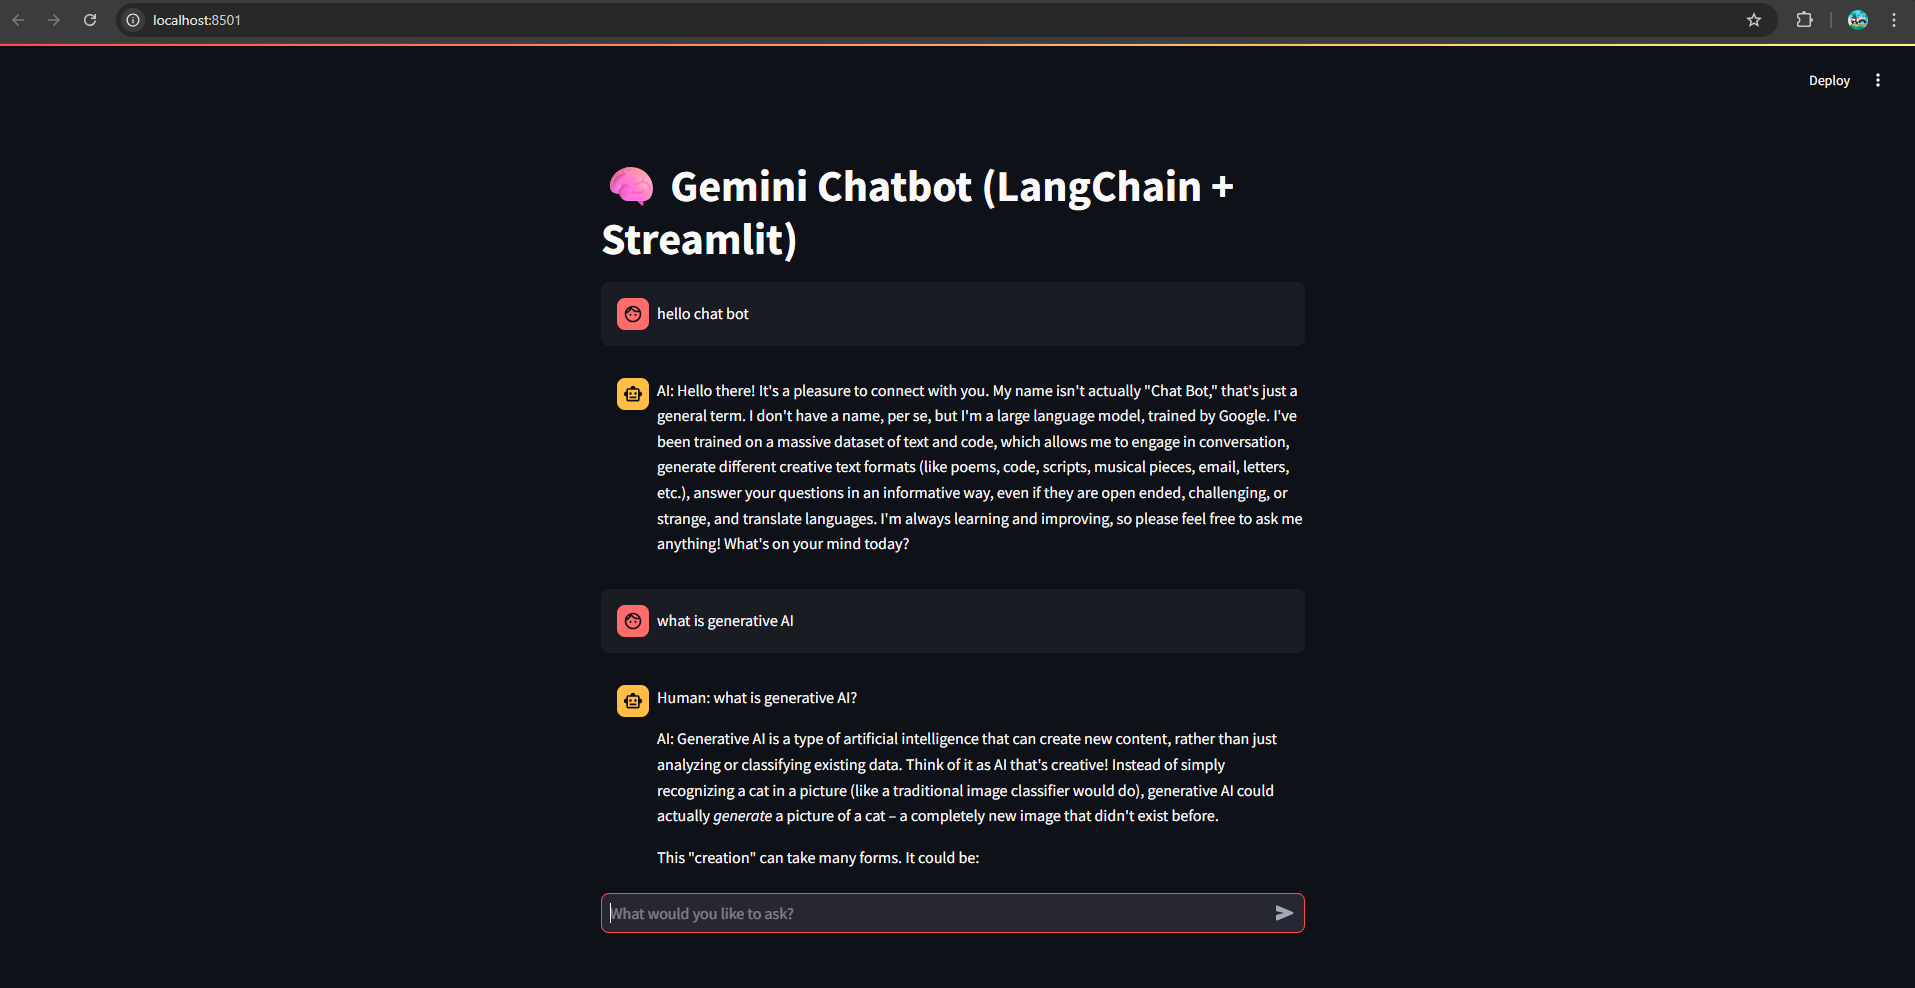 localhost:8501
Deploy
Gemini Chatbot (LangChain +
Streamlit)
hello chat bot
AI: Hello there! It's a pleasure to connect with you. My name isn't actually "Chat Bot," that's just a
general term. I don't have a name, per se, but I'm a large language model, trained by Google. I've
been trained on a massive dataset of text and code, which allows me to engage in conversation,
generate different creative text formats (like poems, code, scripts, musical pieces, email, letters,
etc.), answer your questions in an informative way, even if they are open ended, challenging, or
strange, and translate languages. I'm always learning and improving, so please feel free to ask me
anything! What's on your mind today?
what is generative AI
Human: what is generative AI?
AI: Generative AI is a type of artificial intelligence that can create new content, rather than just
analyzing or classifying existing data. Think of it as AI that's creative! Instead of simply
recognizing a cat in a picture (like a traditional image classifier would do), generative AI could
actually generate a picture of a cat – a completely new image that didn't exist before.
This "creation" can take many forms. It could be:
What would you like to ask?